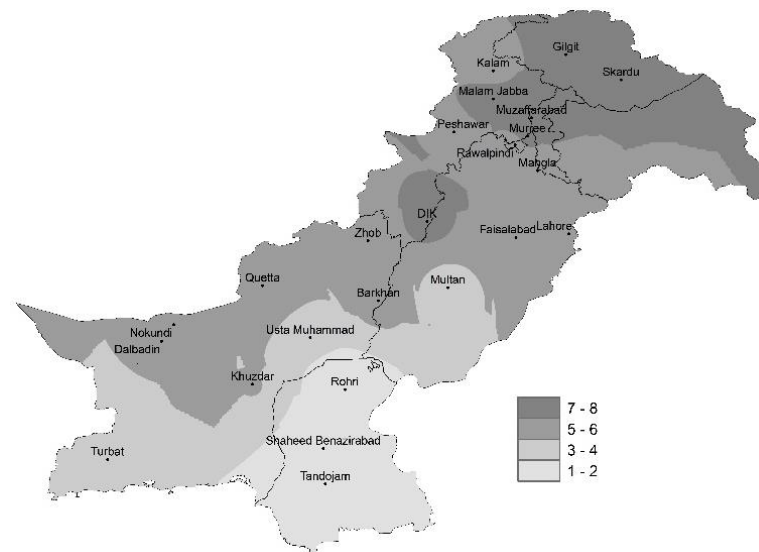 Gilgit
Kalam
Skardu
Malam Jabba
Muzaffarabad
Peshawar
Murree
Rawalpindi
Mangla
DIK
Zhob
Faisalabad
Lahore
Quetta
Multan
Barkhan
Nokundi
Usta Muhammad
Dalbadin
Khuzdar
Rohri
7 - 8
5 - 6
3 - 4
1 - 2
Shaheed Benazirabad
Turbat
Tandojam